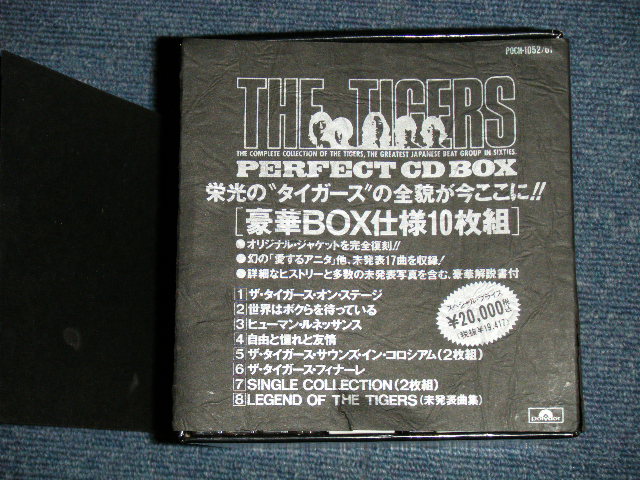 POCH-1052/61
THE TIGERS
THE COMPLETE COLLECTION OF THE TIGERS, THE GREATEST JAPANESE BEAT GROUP IN SIXTIES.
PERFECT CD BOX
栄光の"タイガース"の全貌が今ここに!!
[豪華BOX仕様10枚組]
●オリジナル・ジャケットを完全復刻!!
●幻の「愛するアニタ」他、未発表17曲を収録!
●詳細なヒストリーと多数の未発表写真を含む、豪華解説書付
1 ザ・タイガース・オン・ステージ
2 世界はボクらを待っている
3 ヒューマン・ルネッサンス
4 自由と憧れと友情
5 ザ・タイガース・サウンズ・イン・コロシアム(2枚組)
6 ザ・タイガース・フィナーレ
7 SINGLE COLLECTION(2枚組)
8 LEGEND OF THE TIGERS(未発表曲集)
¥20,000
polydor